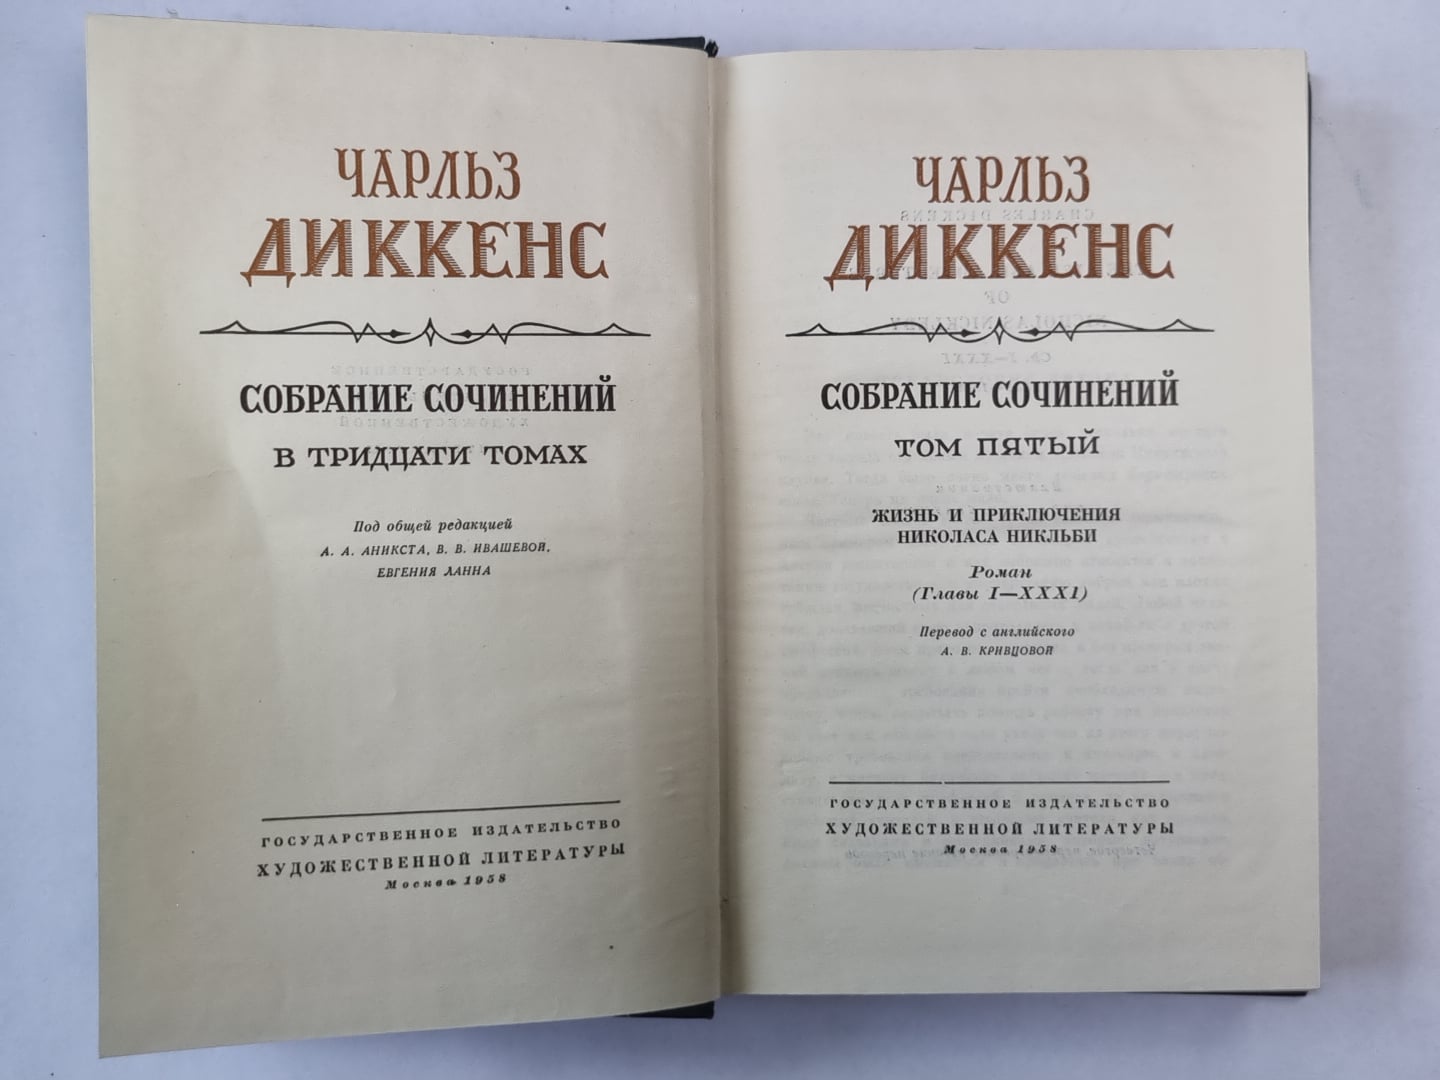 ЧАРЛЬЗ
ДИККЕНС
СОБРАНИЕ СОЧИНЕНИЙ
В ТРИДЦАТИ ТОМАХ
Под общей редакцией
А. А. АНИКСТА, В. В. ИВАШЕВОЙ,
ЕВГЕНИЯ ЛАННА
ГОСУДАРСТВЕННОЕ ИЗДАТЕЛЬСТВО
ХУДОЖЕСТВЕННОЙ ЛИТЕРАТУРЫ
Москва 1958
ЧАРЛЬЗ
ДИККЕНС
СОБРАНИЕ СОЧИНЕНИЙ
ТОМ ПЯТЫЙ
ЖИЗНЬ И ПРИКЛЮЧЕНИЯ
НИКОЛАСА НИКЛЬБИ
Роман
(Главы I—XXXI)
Перевод с английского
А. В. КРИВЦОВОЙ
ГОСУДАРСТВЕННОЕ ИЗДАТЕЛЬСТВО
ХУДОЖЕСТВЕННОЙ ЛИТЕРАТУРЫ
Москва 1958